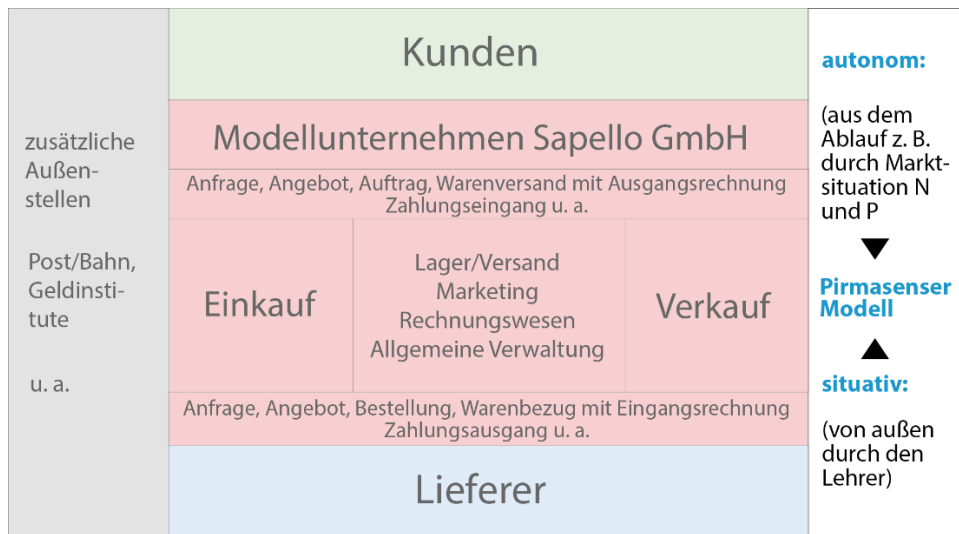 Kunden
Modellunternehmen Sapello GmbH
Anfrage, Angebot, Auftrag, Warenversand mit Ausgangsrechnung
Zahlungseingang u. a.
zusätzliche
Außen-
stellen
Post/Bahn,
Geldinsti-
tute
u. a.
Einkauf
Lager/Versand
Marketing
Rechnungswesen
Allgemeine Verwaltung
Verkauf
Anfrage, Angebot, Bestellung, Warenbezug mit Eingangsrechnung
Zahlungsausgang u. a.
Lieferer
autonom:
(aus dem
Ablauf z. B.
durch Markt-
situation N
und P
Pirmasenser
Modell
situativ:
(von außen
durch den
Lehrer)